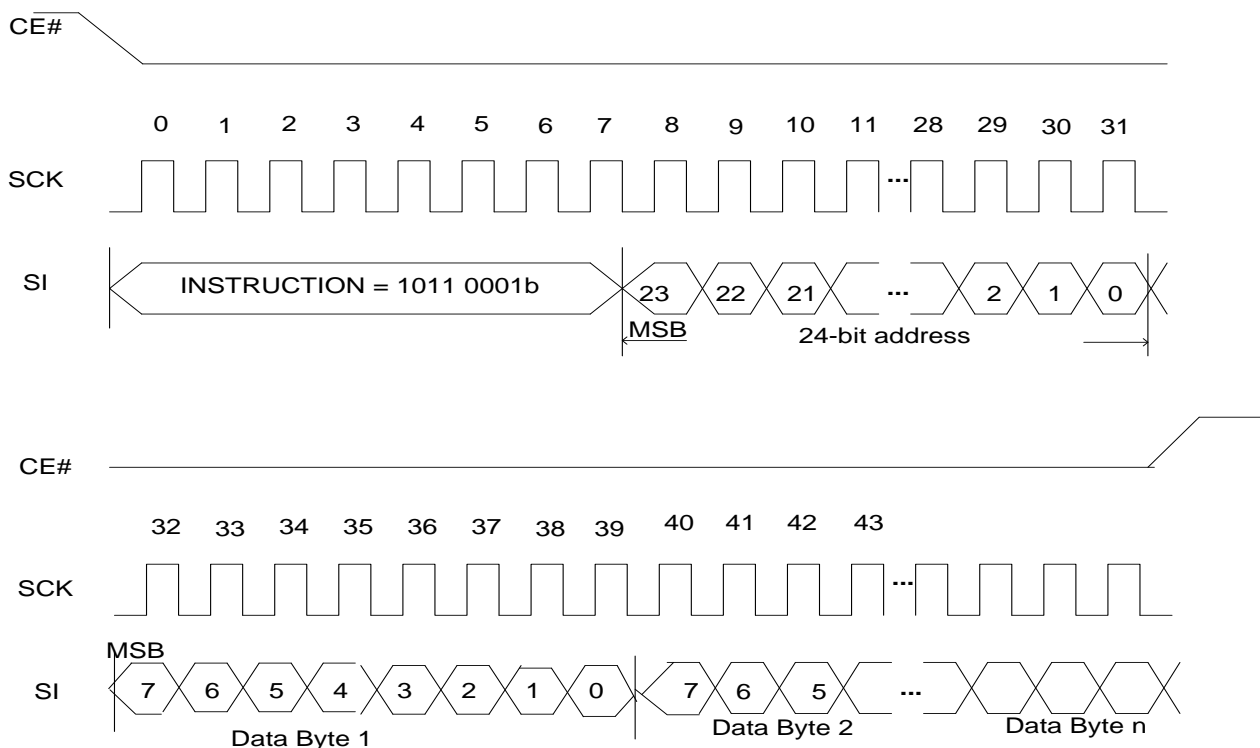 CE#
0 1 2 3 4 5 6 7 8 9 10 11 28 29 30 31
SCK ...
SI INSTRUCTION = 1011 0001b 23 22 21 ... 2 1 0
MSB 24-bit address
CE#
32 33 34 35 36 37 38 39 40 41 42 43
SCK ...
MSB
SI 7 6 5 4 3 2 1 0 7 6 5 ...
Data Byte 1 Data Byte 2 Data Byte n